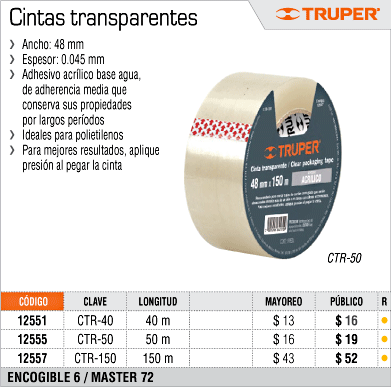 Cintas transparentes
TRUPER®
❯ Ancho: 48 mm
❯ Espesor: 0.045 mm
❯ Adhesivo acrílico base agua,
de adherencia media que
conserva sus propiedades
por largos períodos
❯ Ideales para polietilenos
❯ Para mejores resultados, aplique
presión al pegar la cinta
TRUPER®
Cinta transparente / Clear packaging tape
48 mm x 150 m
ACRÍLICO
CTR-50
CÓDIGO CLAVE LONGITUD MAYOREO PÚBLICO R
12551 CTR-40 40 m $ 13 $ 16
12555 CTR-50 50 m $ 16 $ 19
12557 CTR-150 150 m $ 43 $ 52
ENCOGIBLE 6 / MASTER 72